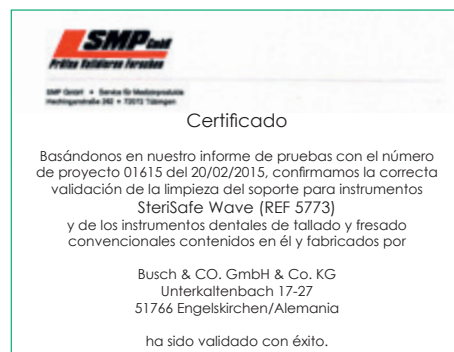 SMP GmbH
Prüfen Validieren Forschen
SMP GmbH • Service für Medizinprodukte
Hechingerstraße 262 • 72072 Tübingen
Certificado
Basándonos en nuestro informe de pruebas con el número
de proyecto 01615 del 20/02/2015, confirmamos la correcta
validación de la limpieza del soporte para instrumentos
SteriSafe Wave (REF 5773)
y de los instrumentos dentales de tallado y fresado
convencionales contenidos en él y fabricados por
Busch & CO. GmbH & Co. KG
Unterkaltenbach 17-27
51766 Engelskirchen/Alemania
ha sido validado con éxito.